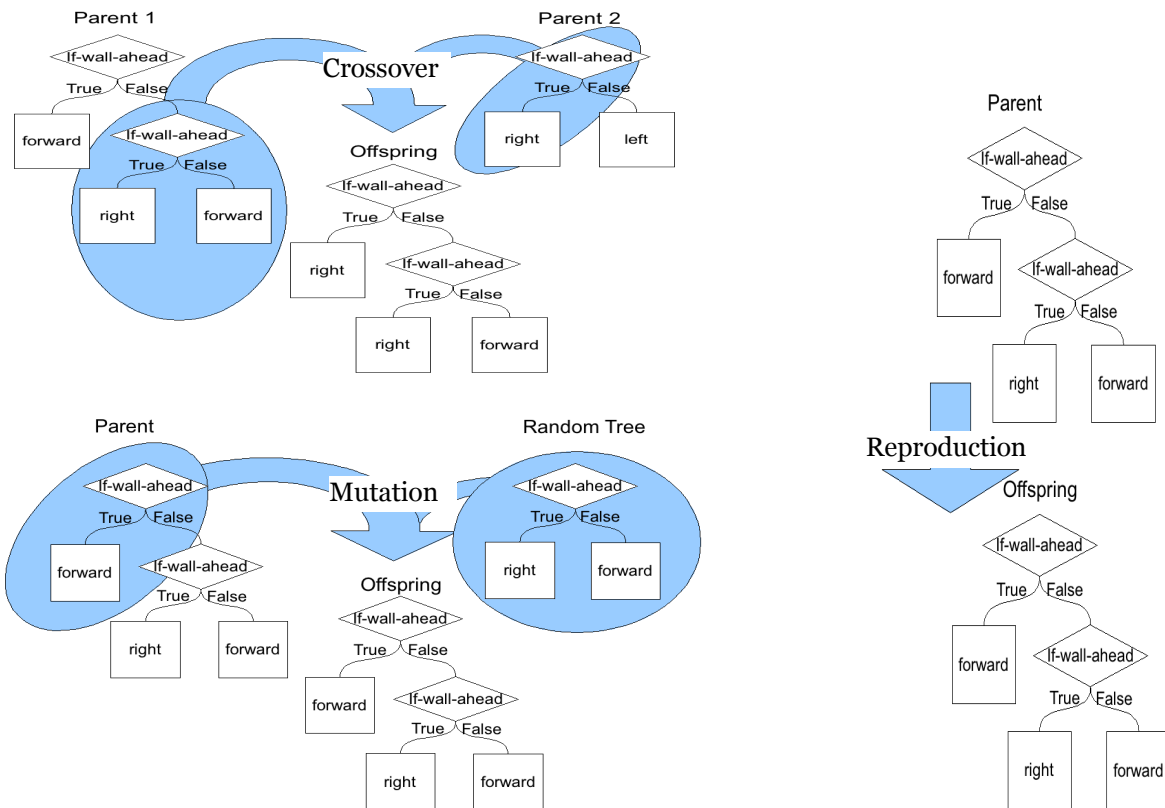 Parent 1
Parent 2
If-wall-ahead
True
False
forward
If-wall-ahead
True
False
right
forward
Crossover
If-wall-ahead
True
False
right
left
Offspring
If-wall-ahead
True
False
right
If-wall-ahead
True
False
right
forward
Parent
If-wall-ahead
True
False
forward
If-wall-ahead
True
False
right
forward
Mutation
Random Tree
If-wall-ahead
True
False
right
forward
Offspring
If-wall-ahead
True
False
forward
If-wall-ahead
True
False
right
forward
Parent
If-wall-ahead
True
False
forward
If-wall-ahead
True
False
right
forward
Reproduction
Offspring
If-wall-ahead
True
False
forward
If-wall-ahead
True
False
right
forward